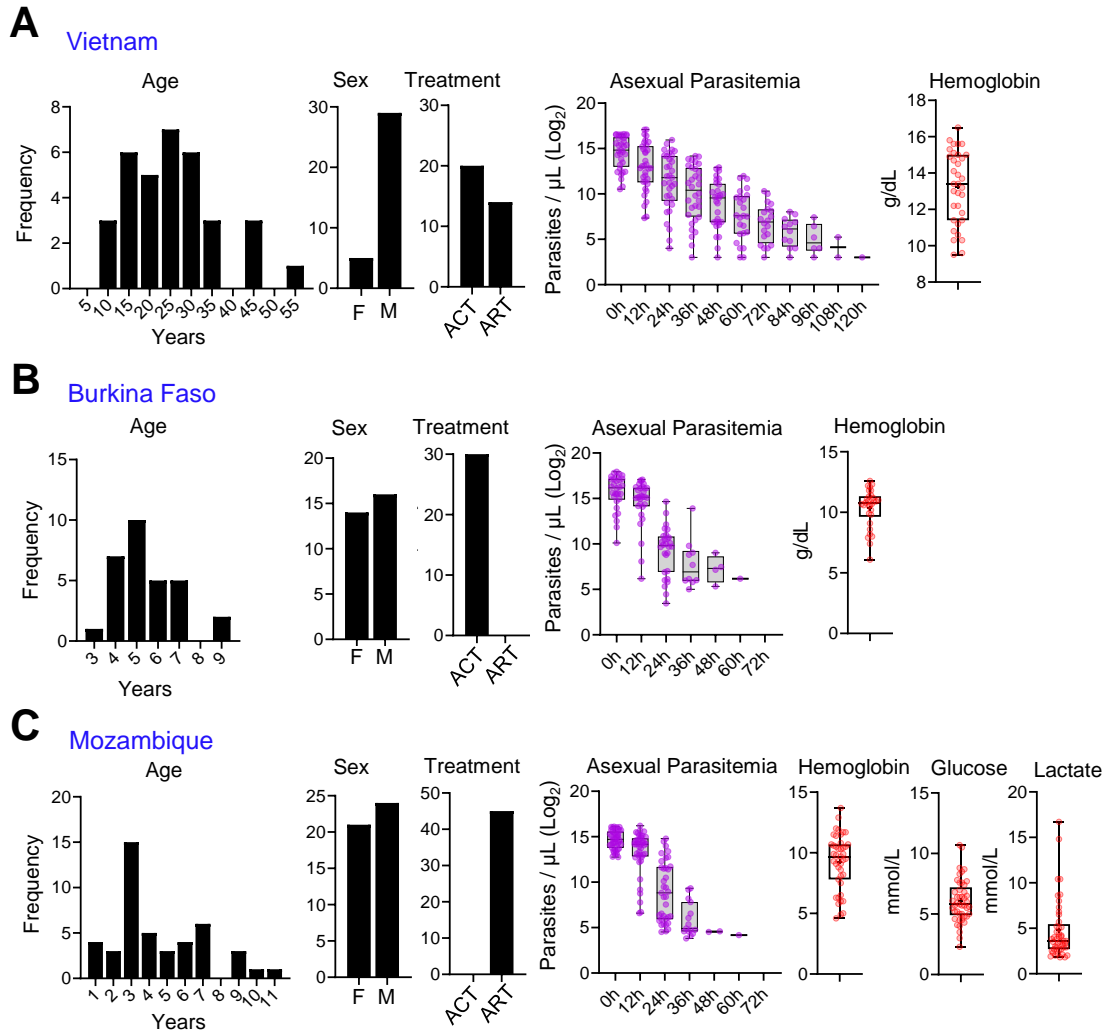 A
Vietnam
Age
Sex
Treatment
Asexual Parasitemia
Hemoglobin
Frequency
8
6
4
2
0
5 10 15 20 25 30 35 40 45 50 55
Years
30
20
10
0
F M
30
20
10
0
ACT ART
Parasites / µL (Log₂)
20
15
10
5
0
0h 12h 24h 36h 48h 60h 72h 84h 96h 108h 120h
g/dL
18
16
14
12
10
8
B
Burkina Faso
Age
Sex
Treatment
Asexual Parasitemia
Hemoglobin
Frequency
15
10
5
0
3 4 5 6 7 8 9
Years
20
15
10
5
0
F M
30
20
10
0
ACT ART
Parasites / µL (Log₂)
20
15
10
5
0
0h 12h 24h 36h 48h 60h 72h
g/dL
15
10
5
0
C
Mozambique
Age
Sex
Treatment
Asexual Parasitemia
Hemoglobin
Glucose
Lactate
Frequency
20
15
10
5
0
1 2 3 4 5 6 7 8 9 10 11
Years
25
20
15
10
5
0
F M
50
40
30
20
10
0
ACT ART
Parasites / µL (Log₂)
20
15
10
5
0
0h 12h 24h 36h 48h 60h 72h
15
10
5
0
mmol/L
15
10
5
0
mmol/L
20
15
10
5
0